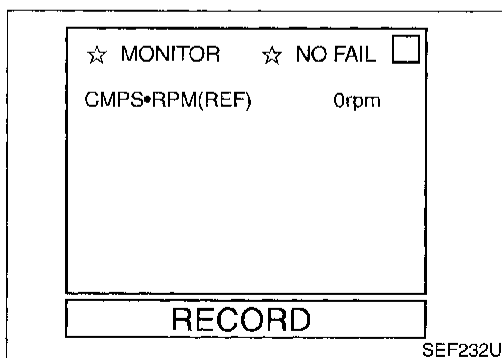 ☆ MONITOR ☆ NO FAIL
CMPS•RPM(REF) 0rpm
RECORD
SEF232U